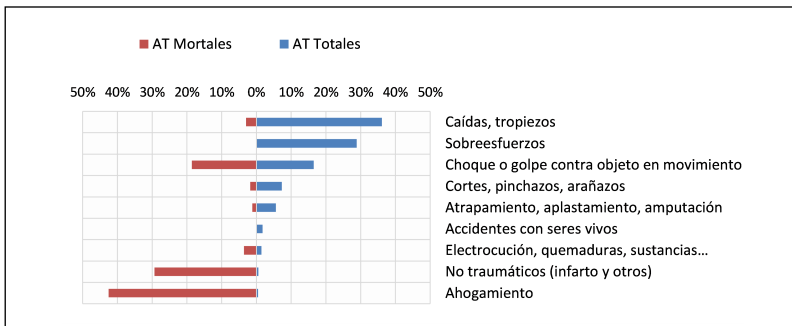 AT Mortales AT Totales
50% 40% 30% 20% 10% 0% 10% 20% 30% 40% 50%
Caídas, tropiezos
Sobreesfuerzos
Choque o golpe contra objeto en movimiento
Cortes, pinchazos, arañazos
Atrapamiento, aplastamiento, amputación
Accidentes con seres vivos
Electrocución, quemaduras, sustancias…
No traumáticos (infarto y otros)
Ahogamiento